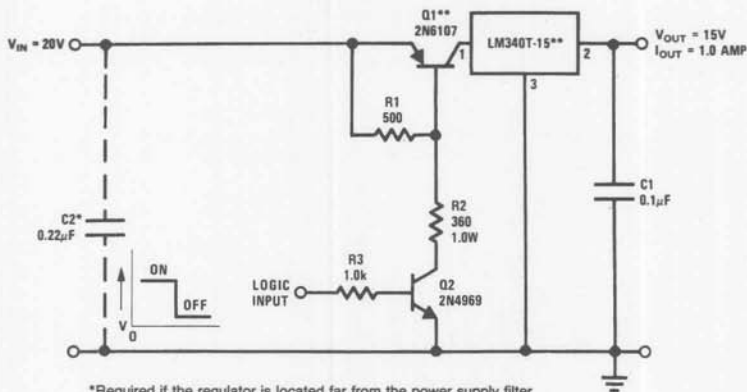 Q1**
2N6107
V_IN = 20V
LM340T-15**
1
2
3
V_OUT = 15V
I_OUT = 1.0 AMP
R1
500
R2
360
1.0W
C1
0.1μF
C2*
0.22μF
ON
OFF
V
0
LOGIC
INPUT
R3
1.0k
Q2
2N4969
*Required if the regulator is located far from the power supply filter